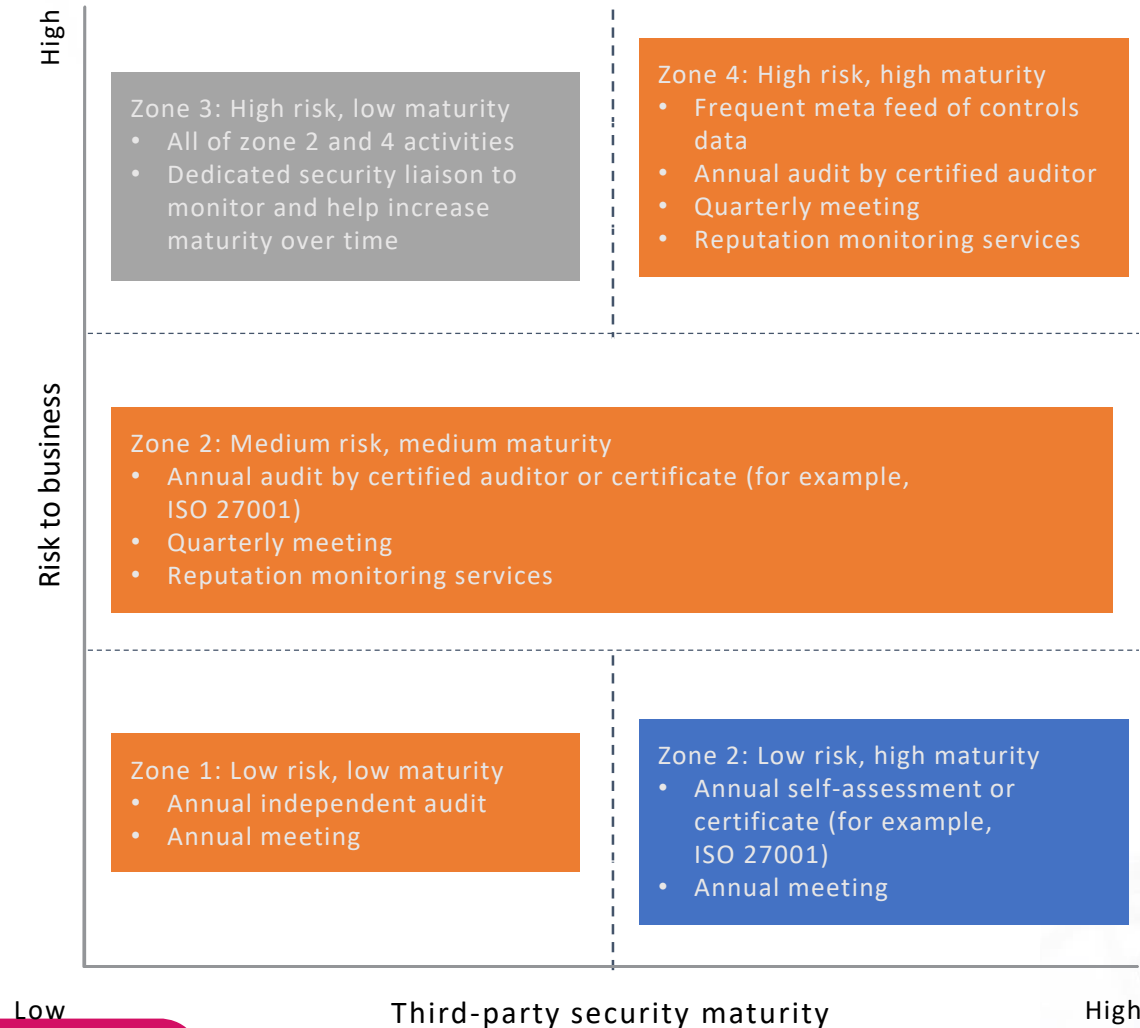 High
Zone 3: High risk, low maturity
• All of zone 2 and 4 activities
• Dedicated security liaison to
monitor and help increase
maturity over time
Zone 4: High risk, high maturity
• Frequent meta feed of controls
data
• Annual audit by certified auditor
• Quarterly meeting
• Reputation monitoring services
Risk to business
Zone 2: Medium risk, medium maturity
• Annual audit by certified auditor or certificate (for example,
ISO 27001)
• Quarterly meeting
• Reputation monitoring services
Zone 1: Low risk, low maturity
• Annual independent audit
• Annual meeting
Zone 2: Low risk, high maturity
• Annual self-assessment or
certificate (for example,
ISO 27001)
• Annual meeting
Low
Third-party security maturity
High